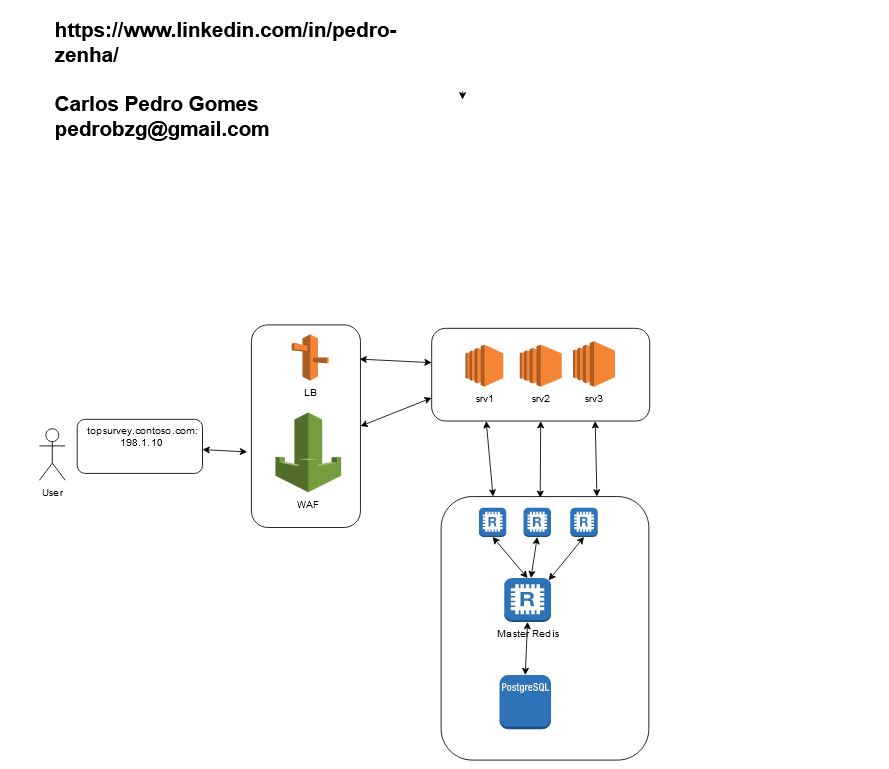 https://www.linkedin.com/in/pedro-
zenha/
Carlos Pedro Gomes
pedrobzg@gmail.com
LB
srv1
srv2
srv3
topsurvey.contoso.com:
198.1.10
User
WAF
R
R
R
R
Master Redis
PostgreSQL